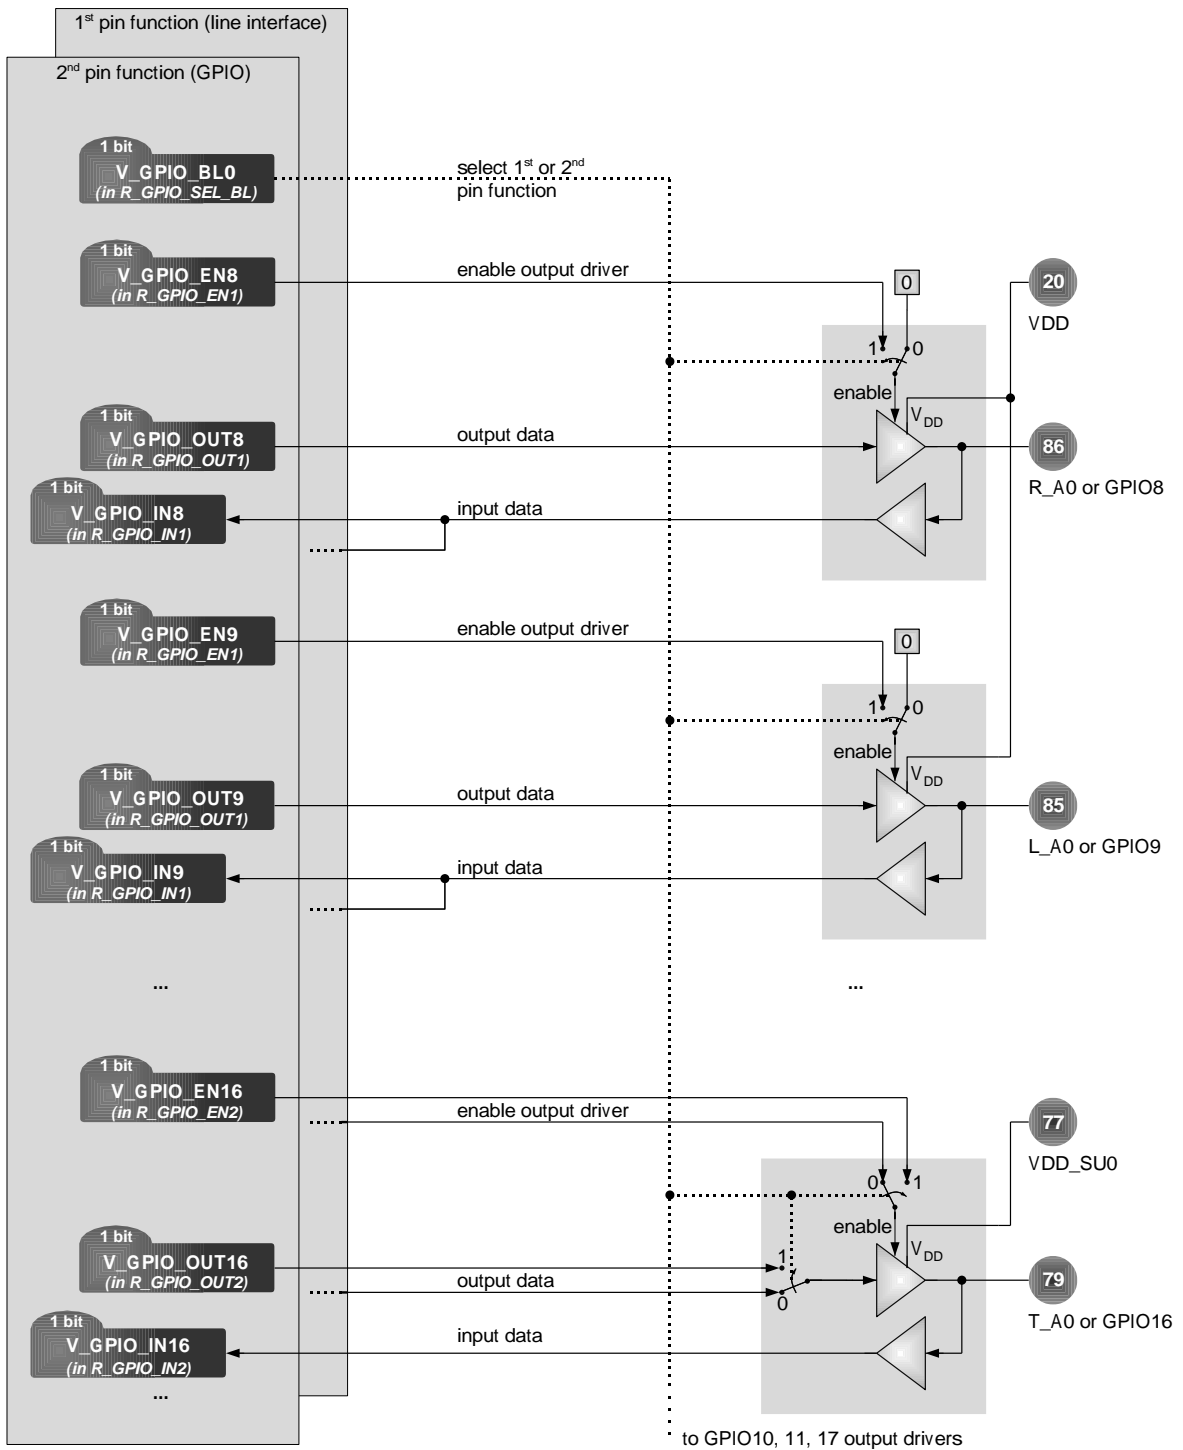 1st pin function (line interface)
2nd pin function (GPIO)
1 bit
V_GPIO_BL0
(in R_GPIO_SEL_BL)
select 1st or 2nd
pin function
1 bit
V_GPIO_EN8
(in R_GPIO_EN1)
enable output driver
0
20
VDD
1
0
enable
VDD
1 bit
V_GPIO_OUT8
(in R_GPIO_OUT1)
output data
86
R_A0 or GPIO8
1 bit
V_GPIO_IN8
(in R_GPIO_IN1)
input data
1 bit
V_GPIO_EN9
(in R_GPIO_EN1)
enable output driver
0
1
0
enable
VDD
1 bit
V_GPIO_OUT9
(in R_GPIO_OUT1)
output data
85
L_A0 or GPIO9
1 bit
V_GPIO_IN9
(in R_GPIO_IN1)
input data
...
...
1 bit
V_GPIO_EN16
(in R_GPIO_EN2)
enable output driver
77
VDD_SU0
0
1
enable
VDD
1 bit
V_GPIO_OUT16
(in R_GPIO_OUT2)
output data
1
0
79
T_A0 or GPIO16
1 bit
V_GPIO_IN16
(in R_GPIO_IN2)
input data
...
to GPIO10, 11, 17 output drivers